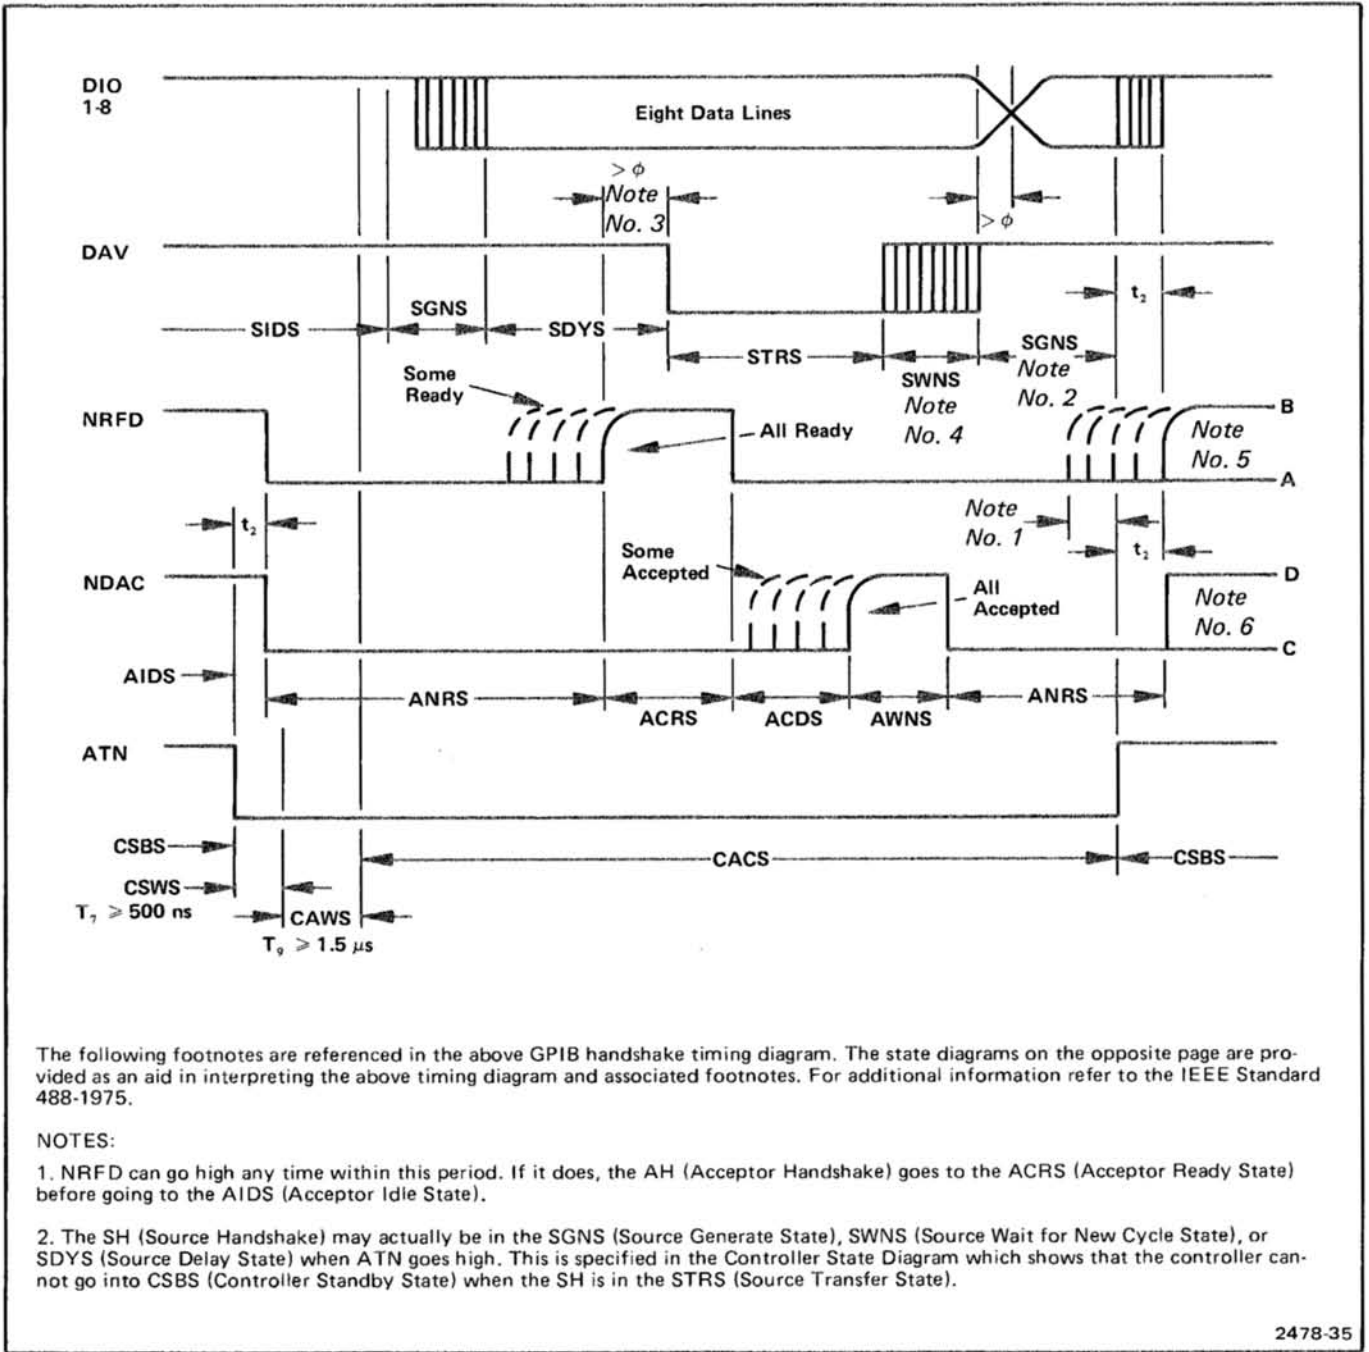 DIO
1-8
Eight Data Lines
> φ
Note
No. 3
> φ
DAV
t₂
SIDS
SGNS
SDYS
STRS
SWNS
Note
No. 4
SGNS
Note
No. 2
Some
Ready
NRFD
All Ready
B
Note
No. 5
A
t₂
Note
No. 1
t₂
Some
Accepted
NDAC
All
Accepted
D
Note
No. 6
C
AIDS
ANRS
ACRS
ACDS
AWNS
ANRS
ATN
CSBS
CACS
CSBS
CSWS
T₇ ⩾ 500 ns
CAWS
T₉ ⩾ 1.5 μs
The following footnotes are referenced in the above GPIB handshake timing diagram. The state diagrams on the opposite page are pro-
vided as an aid in interpreting the above timing diagram and associated footnotes. For additional information refer to the IEEE Standard
488-1975.
NOTES:
1. NRFD can go high any time within this period. If it does, the AH (Acceptor Handshake) goes to the ACRS (Acceptor Ready State)
before going to the AIDS (Acceptor Idle State).
2. The SH (Source Handshake) may actually be in the SGNS (Source Generate State), SWNS (Source Wait for New Cycle State), or
SDYS (Source Delay State) when ATN goes high. This is specified in the Controller State Diagram which shows that the controller can-
not go into CSBS (Controller Standby State) when the SH is in the STRS (Source Transfer State).
2478-35